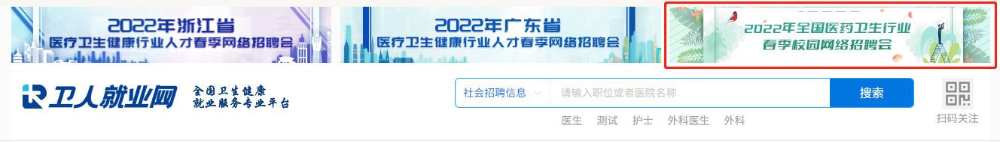 2022年浙江省
医疗卫生健康行业人才春季网络招聘会
2022年广东省
医疗卫生健康行业人才春季网络招聘会
2022年全国医药卫生行业
春季校园网络招聘会
卫人就业网
全国卫生健康
就业服务专业平台
社会招聘信息
请输入职位或者医院名称
搜索
医生 测试 护士 外科医生 外科
扫码关注